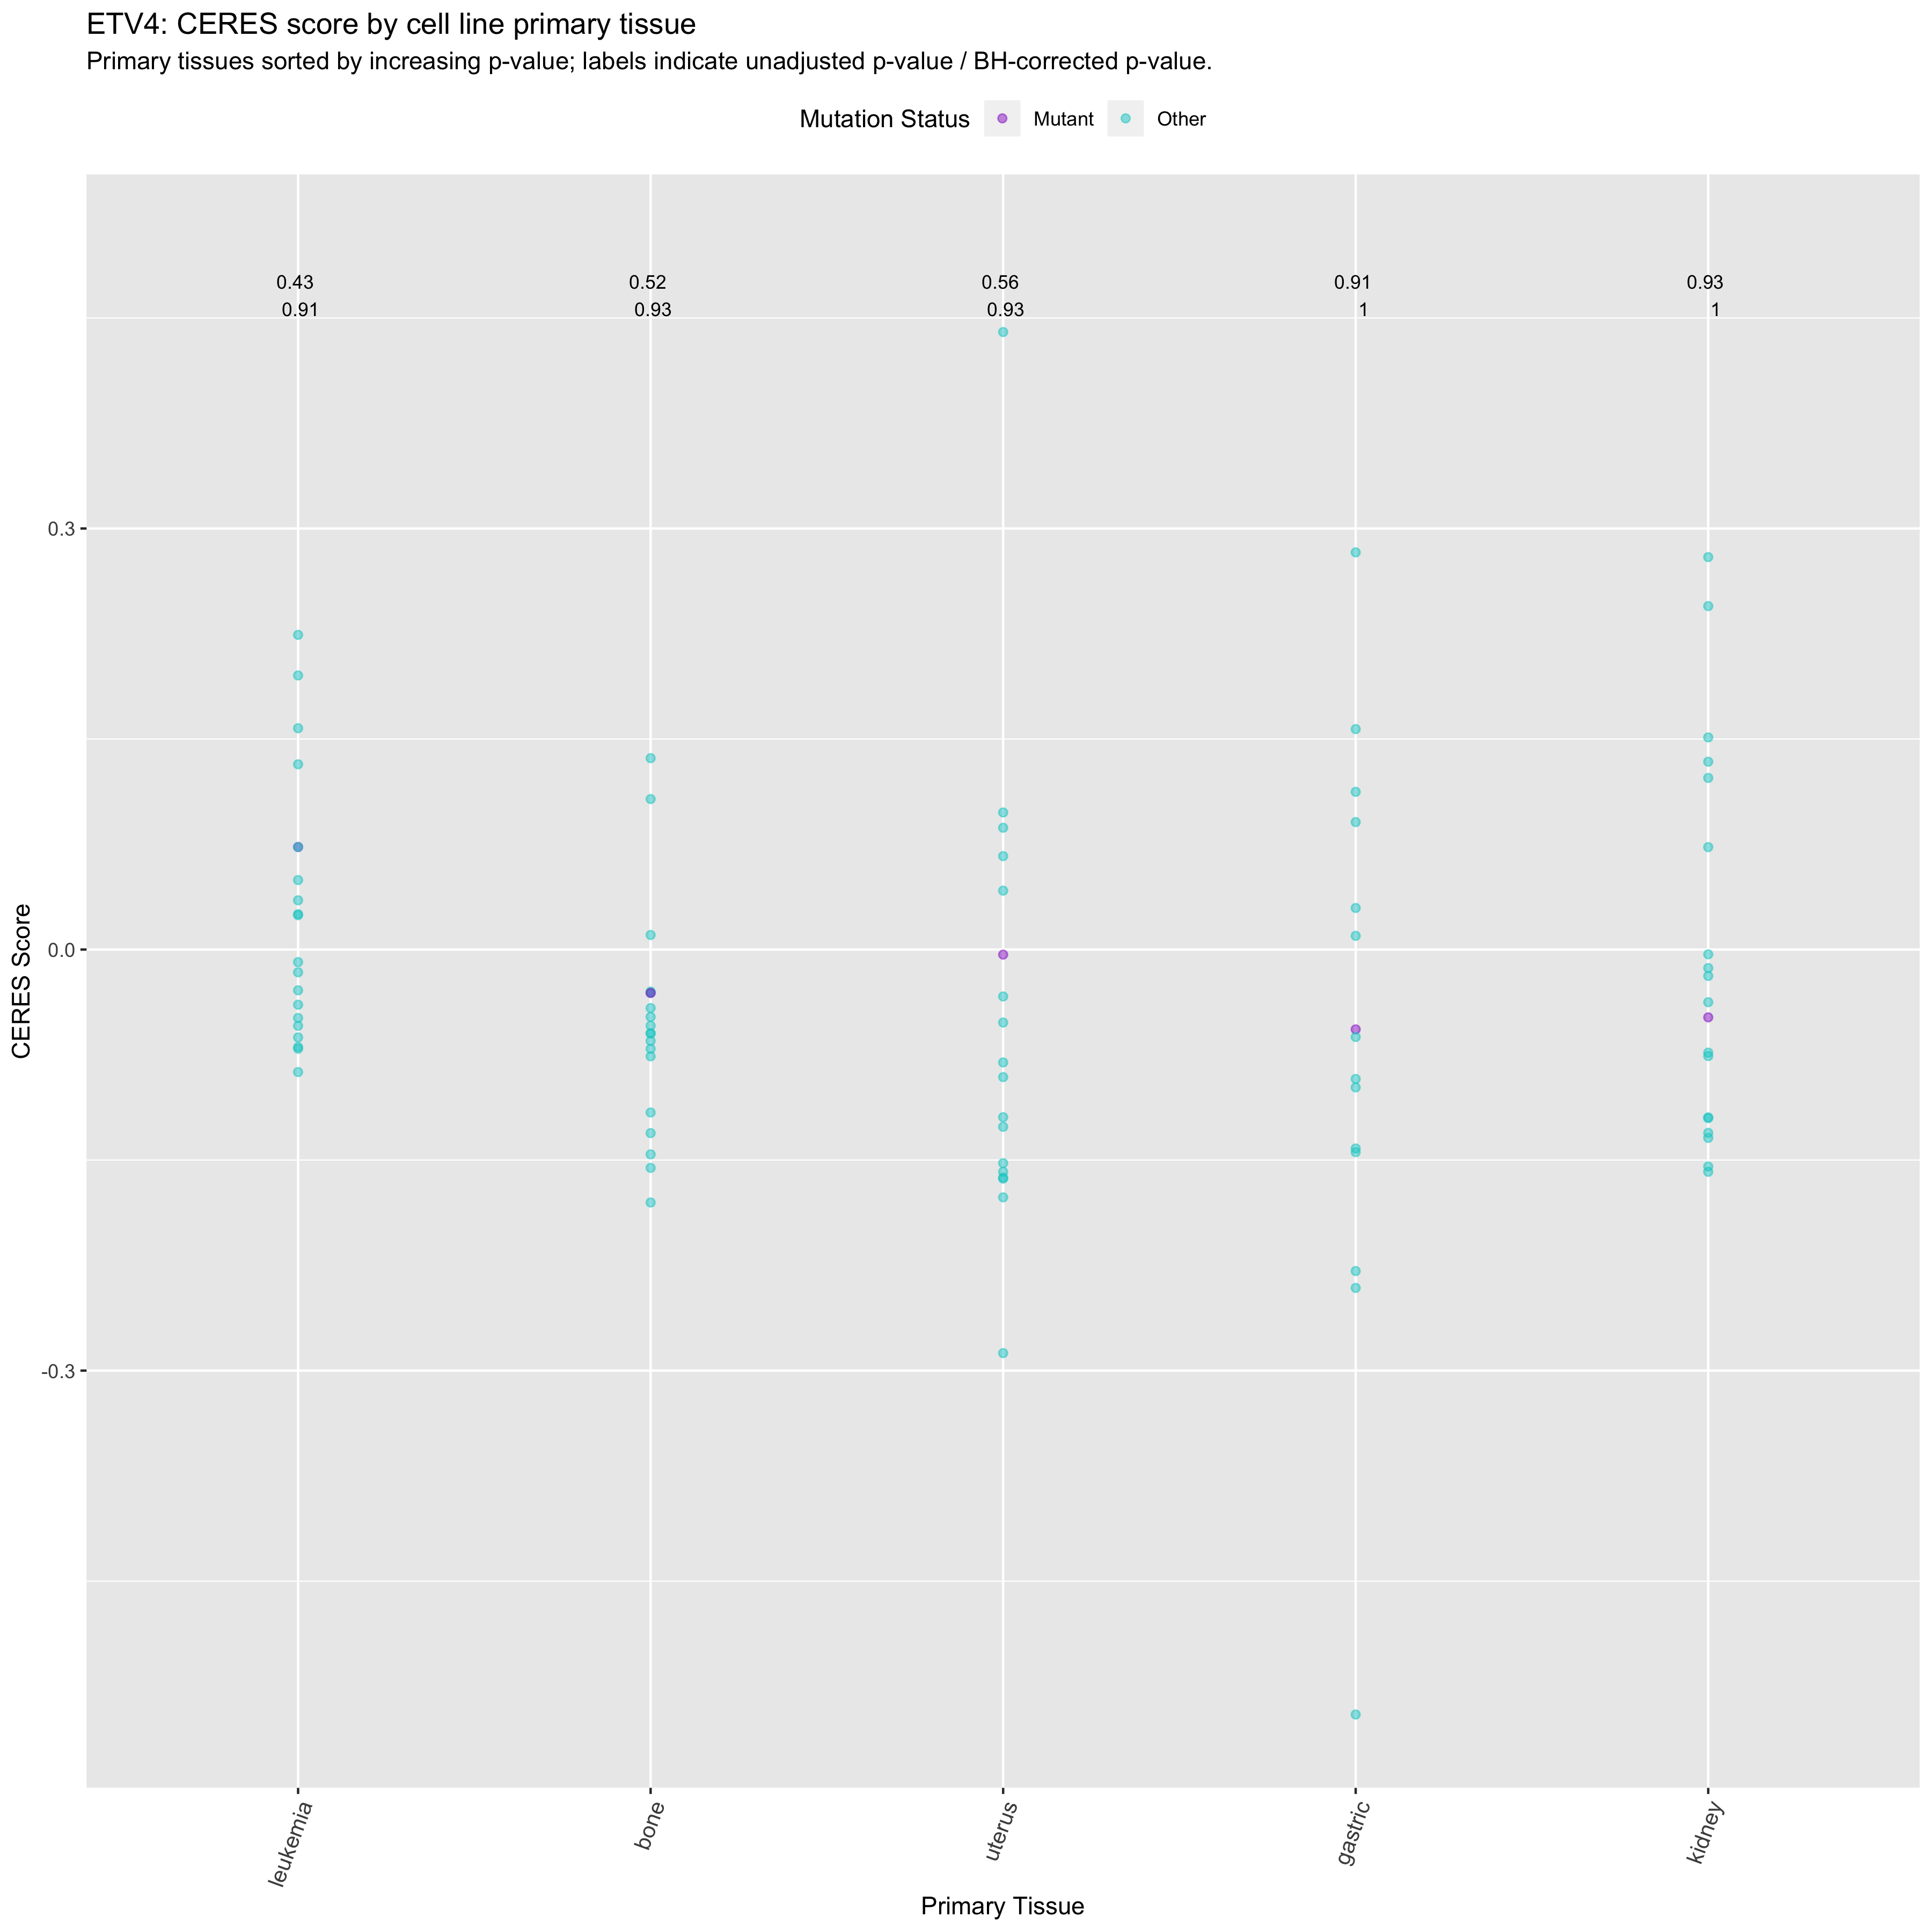 ETV4: CERES score by cell line primary tissue
Primary tissues sorted by increasing p-value; labels indicate unadjusted p-value / BH-corrected p-value.
Mutation Status Mutant Other
0.43 0.52 0.56 0.91 0.93
0.91 0.93 0.93 1 1
0.3
0.0
-0.3
CERES Score
leukemia bone uterus gastric kidney
Primary Tissue